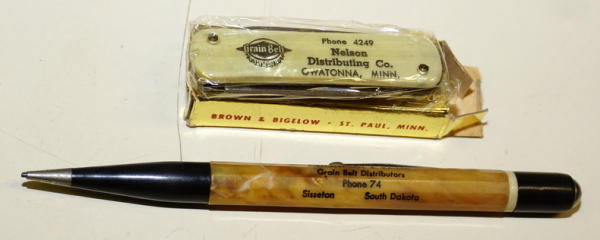 Phone 4249
Grain Belt
Nelson
Distributing Co.
OWATONNA, MINN.
BROWN & BIGELOW - ST. PAUL, MINN.
Grain Belt Distributors
Phone 74
Sisseton South Dakota